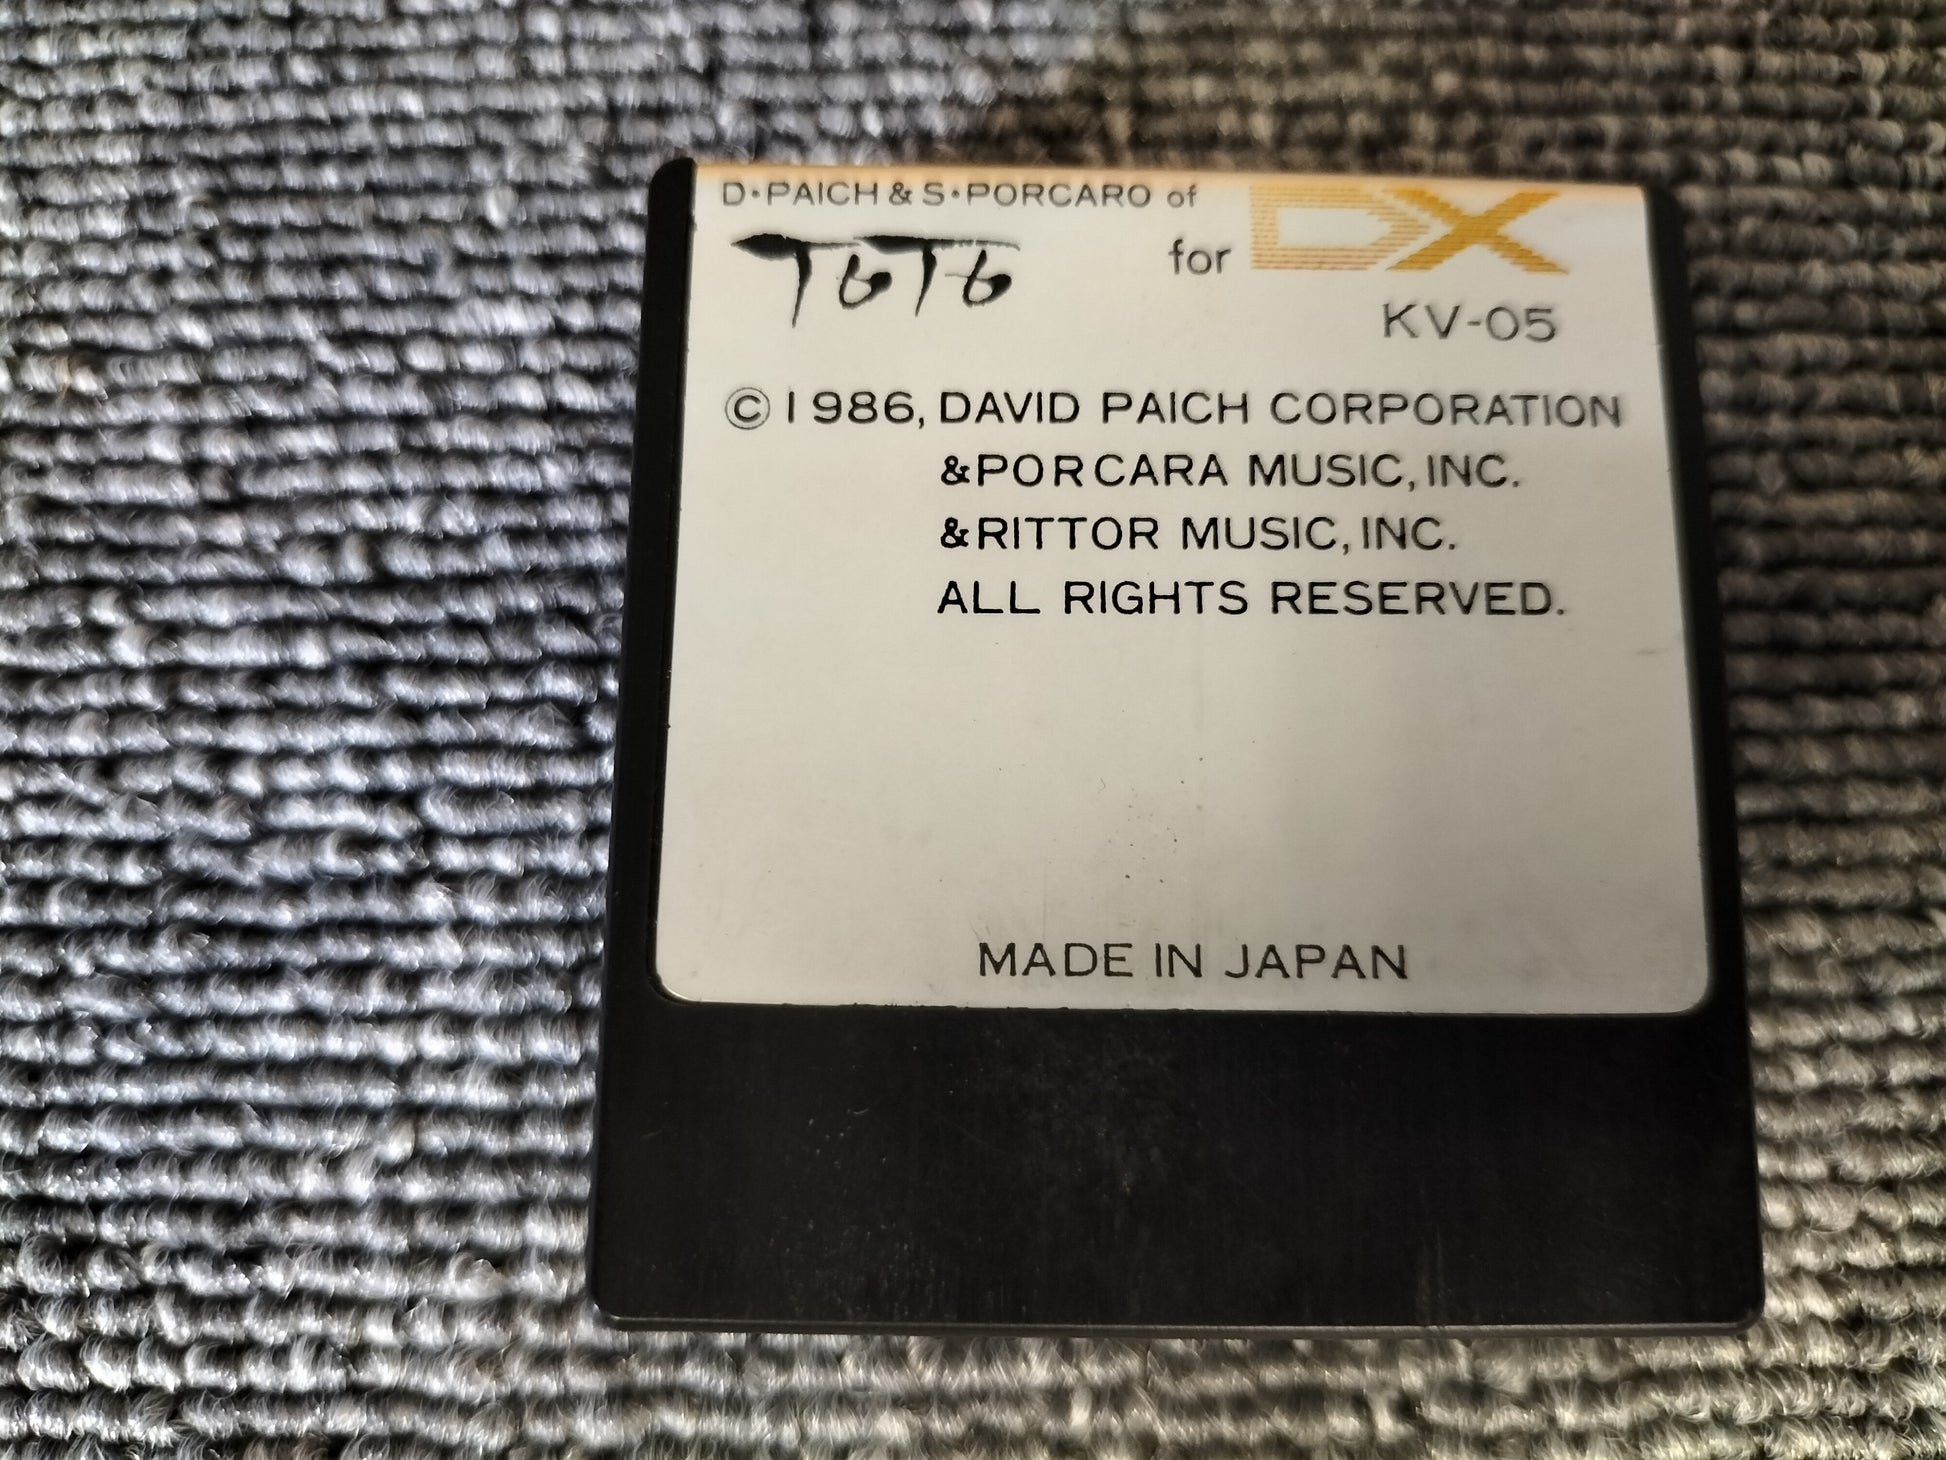 D•PAICH & S•PORCARO of
ToTo for DX
KV-05
© 1986, DAVID PAICH CORPORATION
&PORCARA MUSIC, INC.
&RITTOR MUSIC, INC.
ALL RIGHTS RESERVED.
MADE IN JAPAN